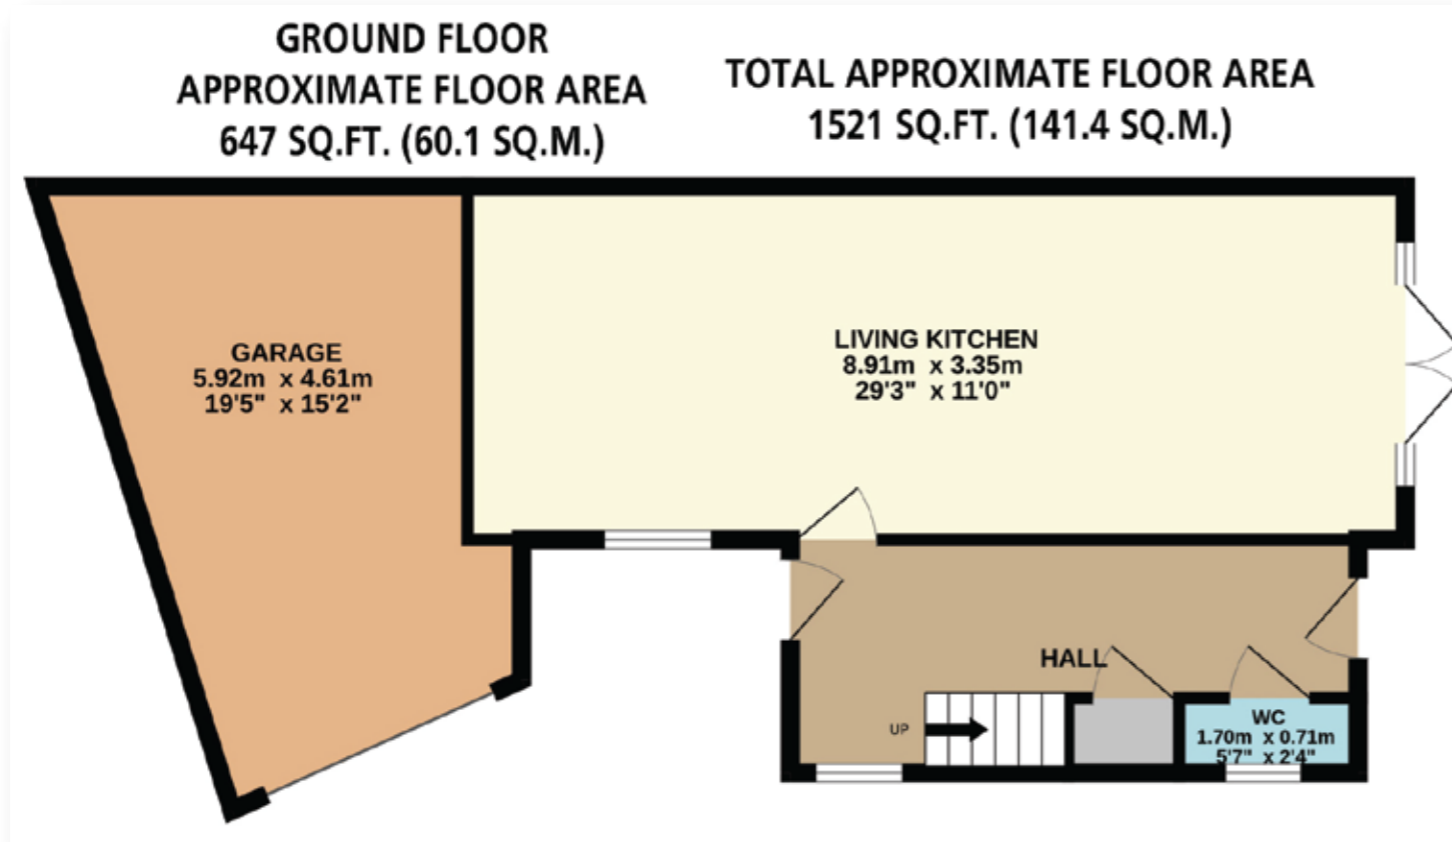 GROUND FLOOR
APPROXIMATE FLOOR AREA
647 SQ.FT. (60.1 SQ.M.)
TOTAL APPROXIMATE FLOOR AREA
1521 SQ.FT. (141.4 SQ.M.)
GARAGE
5.92m x 4.61m
19'5" x 15'2"
LIVING KITCHEN
8.91m x 3.35m
29'3" x 11'0"
HALL
UP
WC
1.70m x 0.71m
5'7" x 2'4"